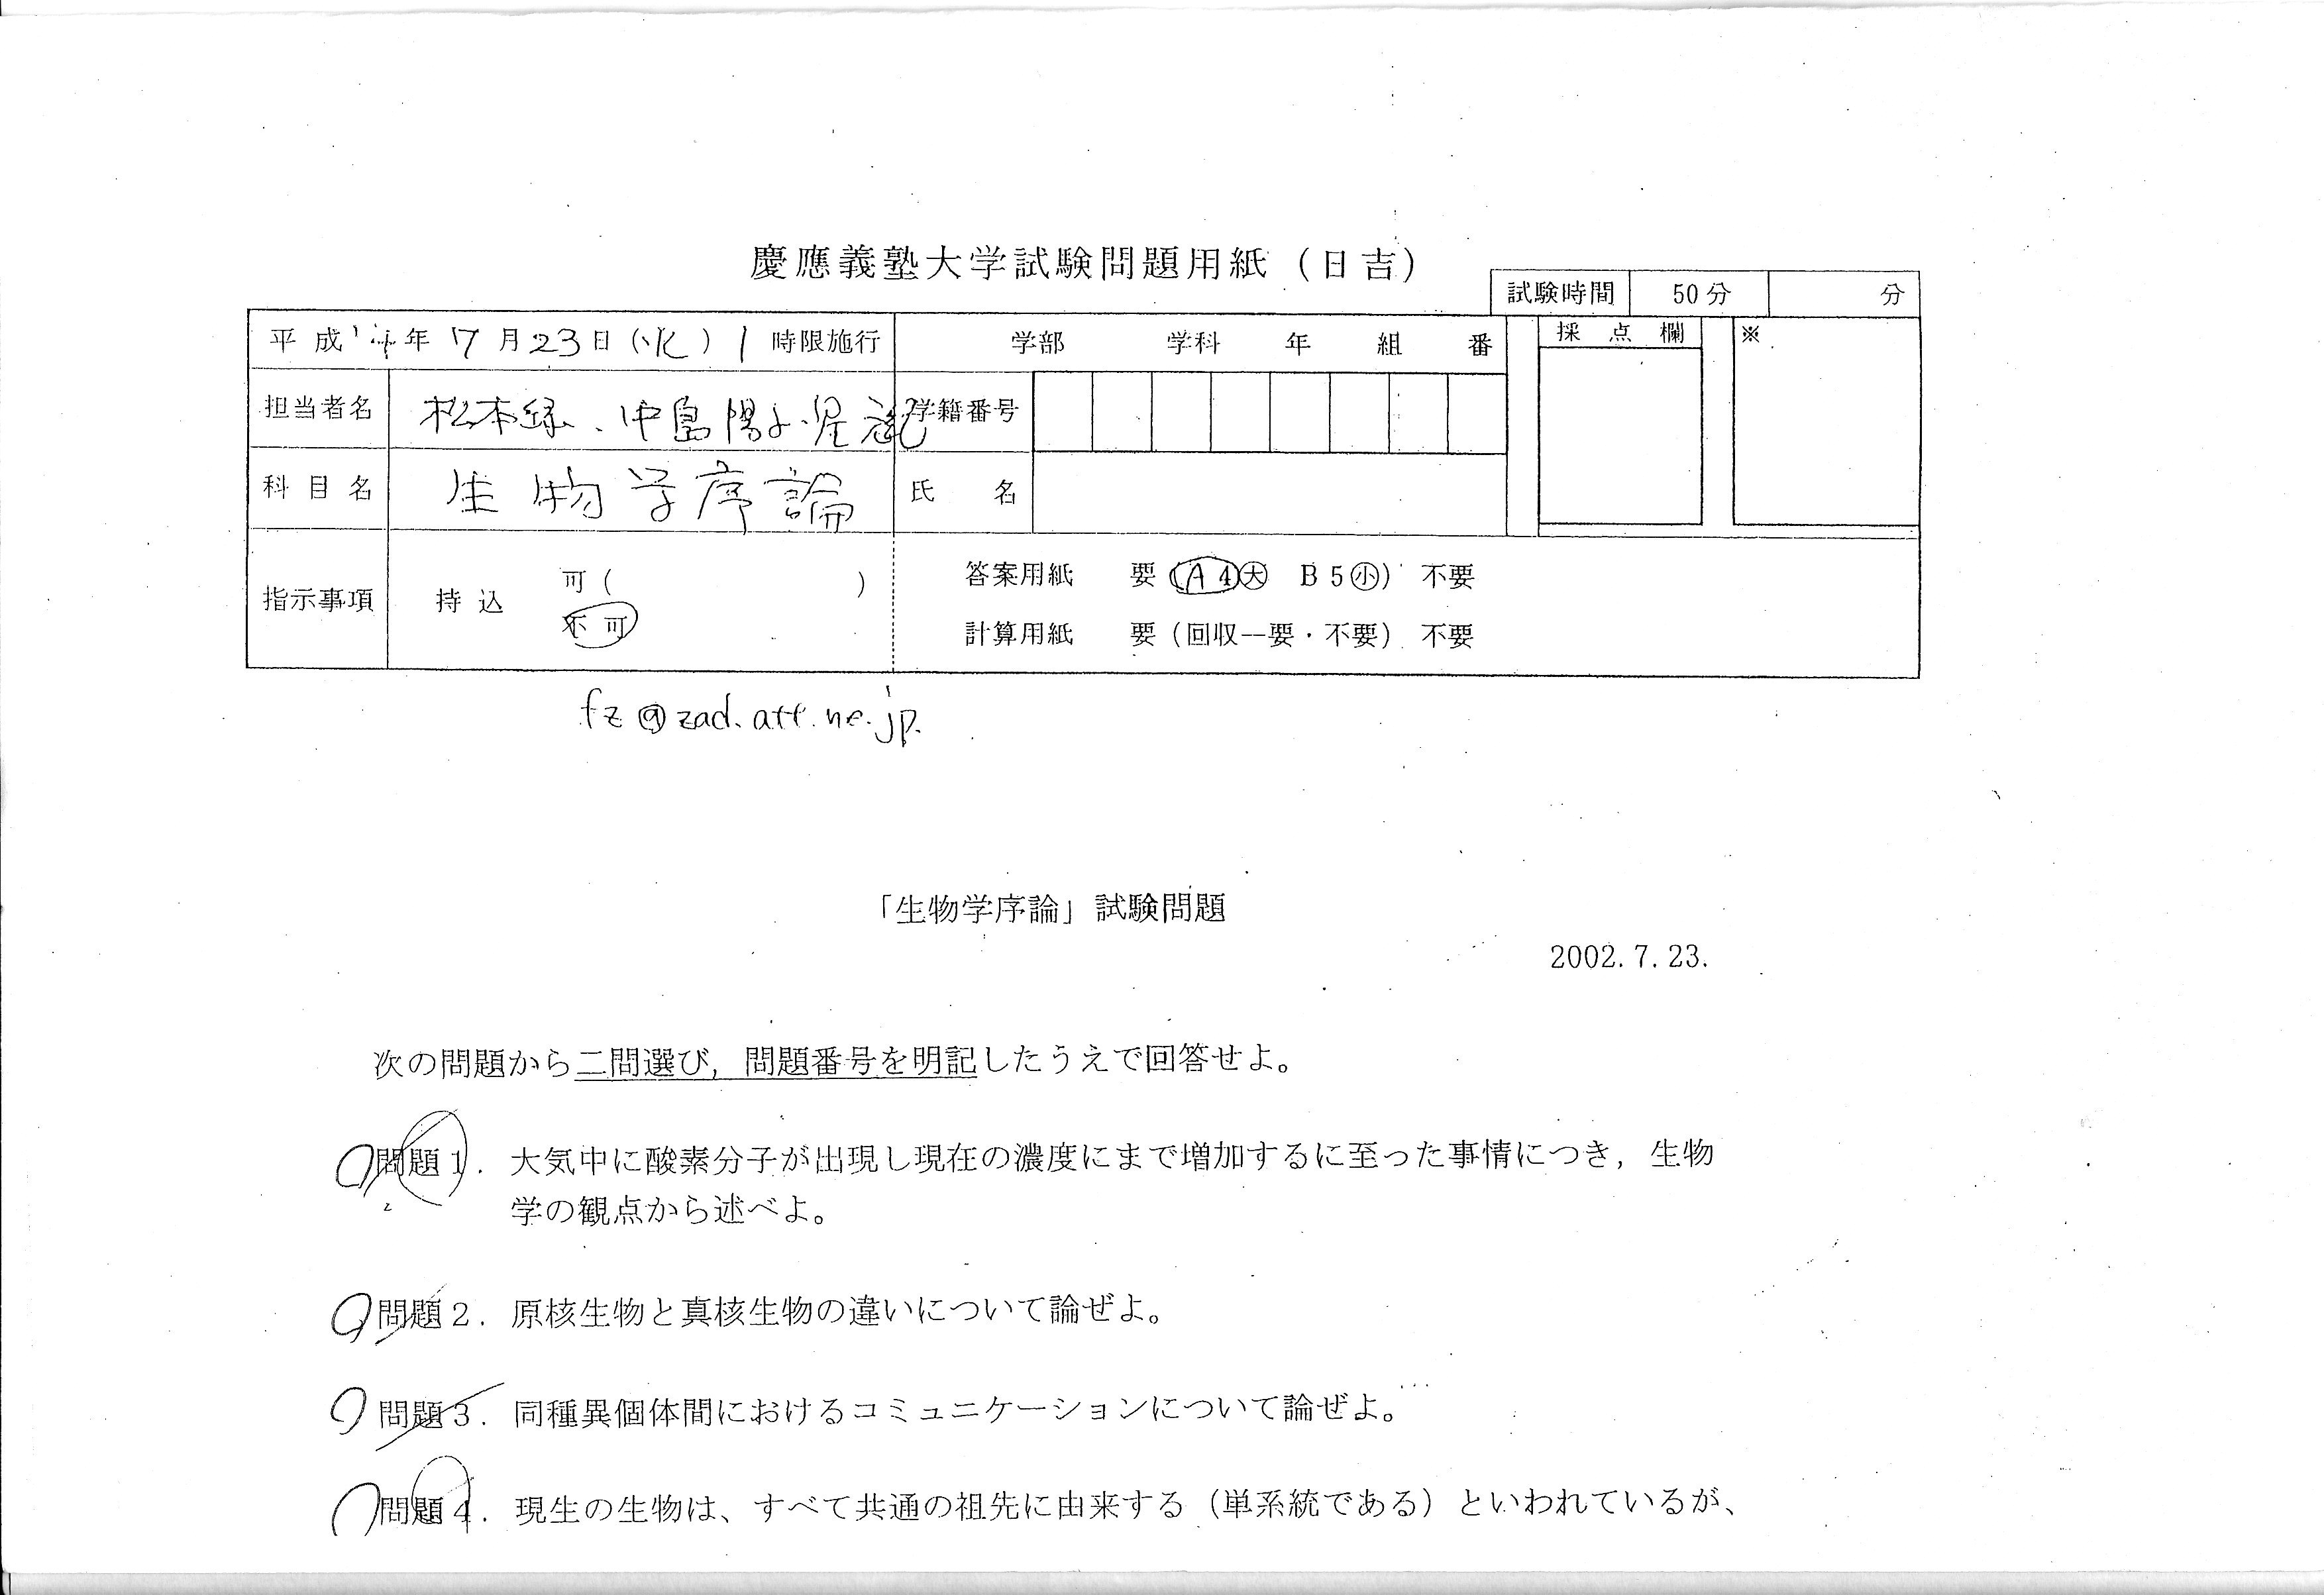 慶應義塾大学試験問題用紙（日吉）
試験時間 50分 分
平成14年7月23日（火）1時限施行 学部 学科 年 組 番 採点欄 ※
担当者名 松本緑、中島陽子、星元紀 学籍番号
科目名 生物学序論 氏名
指示事項 持込 可（ ） 不可
答案用紙 要（A4㊛ B5㊙） 不要
計算用紙 要（回収―要・不要） 不要
fz@zad.att.ne.jp.
「生物学序論」試験問題
2002.7.23.
次の問題から二問選び，問題番号を明記したうえで回答せよ。
問題1．大気中に酸素分子が出現し現在の濃度にまで増加するに至った事情につき，生物
学の観点から述べよ。
問題2．原核生物と真核生物の違いについて論ぜよ。
問題3．同種異個体間におけるコミュニケーションについて論ぜよ。
問題4．現生の生物は、すべて共通の祖先に由来する（単系統である）といわれているが、